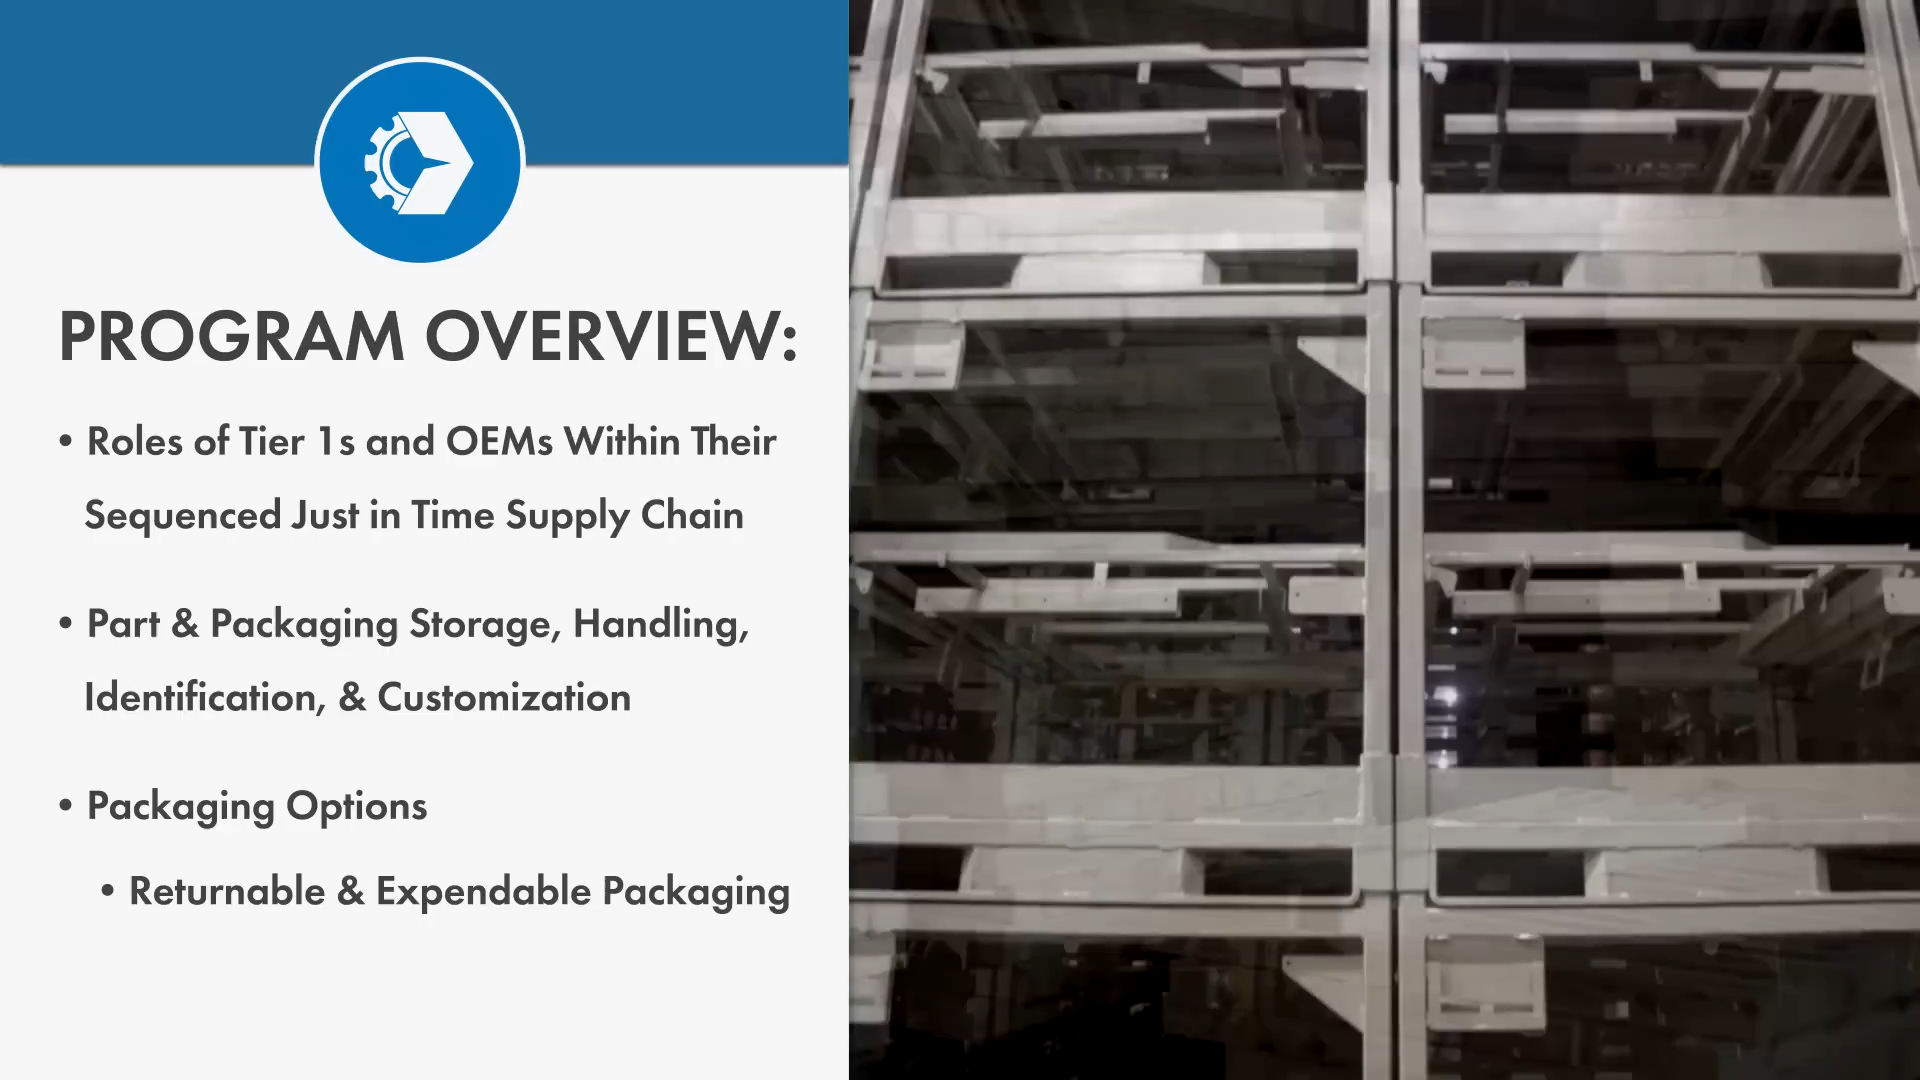 PROGRAM OVERVIEW:
• Roles of Tier 1s and OEMs Within Their
Sequenced Just in Time Supply Chain
• Part & Packaging Storage, Handling,
Identification, & Customization
• Packaging Options
• Returnable & Expendable Packaging